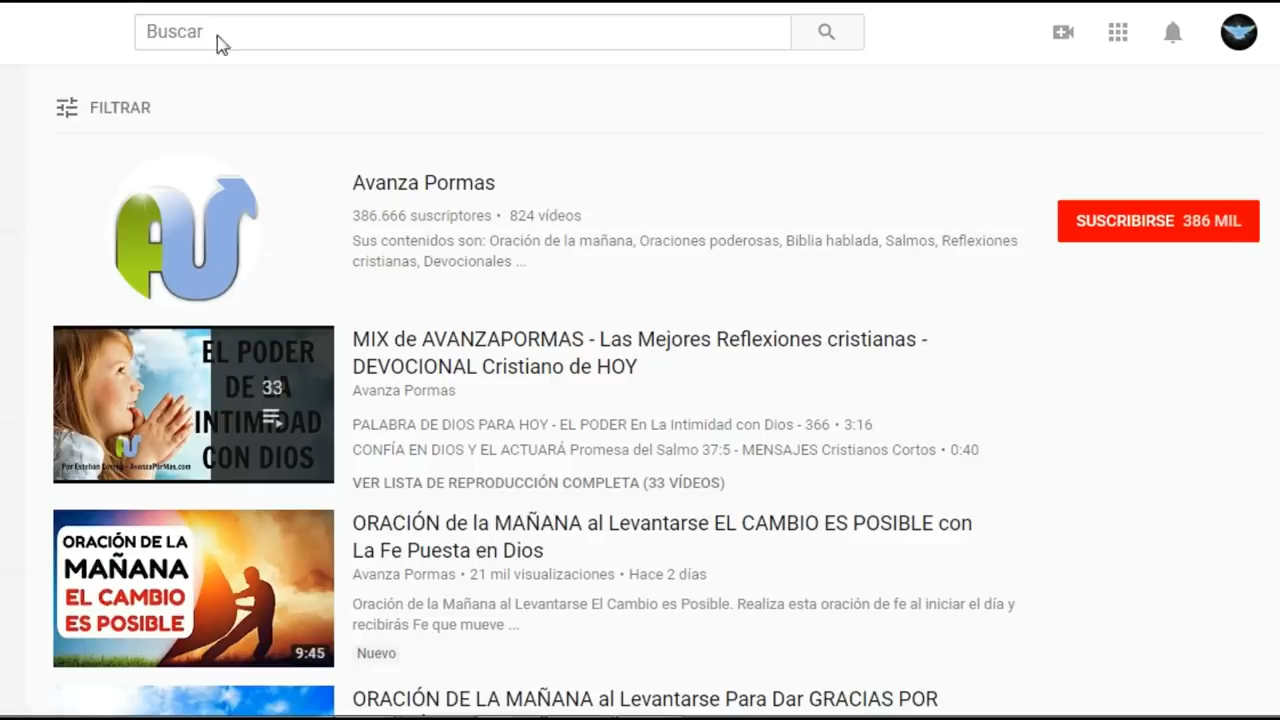 Buscar
FILTRAR
Avanza Pormas
386.666 suscriptores • 824 vídeos
SUSCRIBIRSE 386 MIL
Sus contenidos son: Oración de la mañana, Oraciones poderosas, Biblia hablada, Salmos, Reflexiones
cristianas, Devocionales ...
EL PODER
DE LA
INTIMIDAD
CON DIOS
33
Por Esteban Correa - AvanzaPorMas.com
MIX de AVANZAPORMAS - Las Mejores Reflexiones cristianas -
DEVOCIONAL Cristiano de HOY
Avanza Pormas
PALABRA DE DIOS PARA HOY - EL PODER En La Intimidad con Dios - 366 • 3:16
CONFÍA EN DIOS Y EL ACTUARÁ Promesa del Salmo 37:5 - MENSAJES Cristianos Cortos • 0:40
VER LISTA DE REPRODUCCIÓN COMPLETA (33 VÍDEOS)
ORACIÓN DE LA
MAÑANA
EL CAMBIO
ES POSIBLE
9:45
ORACIÓN de la MAÑANA al Levantarse EL CAMBIO ES POSIBLE con
La Fe Puesta en Dios
Avanza Pormas • 21 mil visualizaciones • Hace 2 días
Oración de la Mañana al Levantarse El Cambio es Posible. Realiza esta oración de fe al iniciar el día y
recibirás Fe que mueve ...
Nuevo
ORACIÓN DE LA MAÑANA al Levantarse Para Dar GRACIAS POR